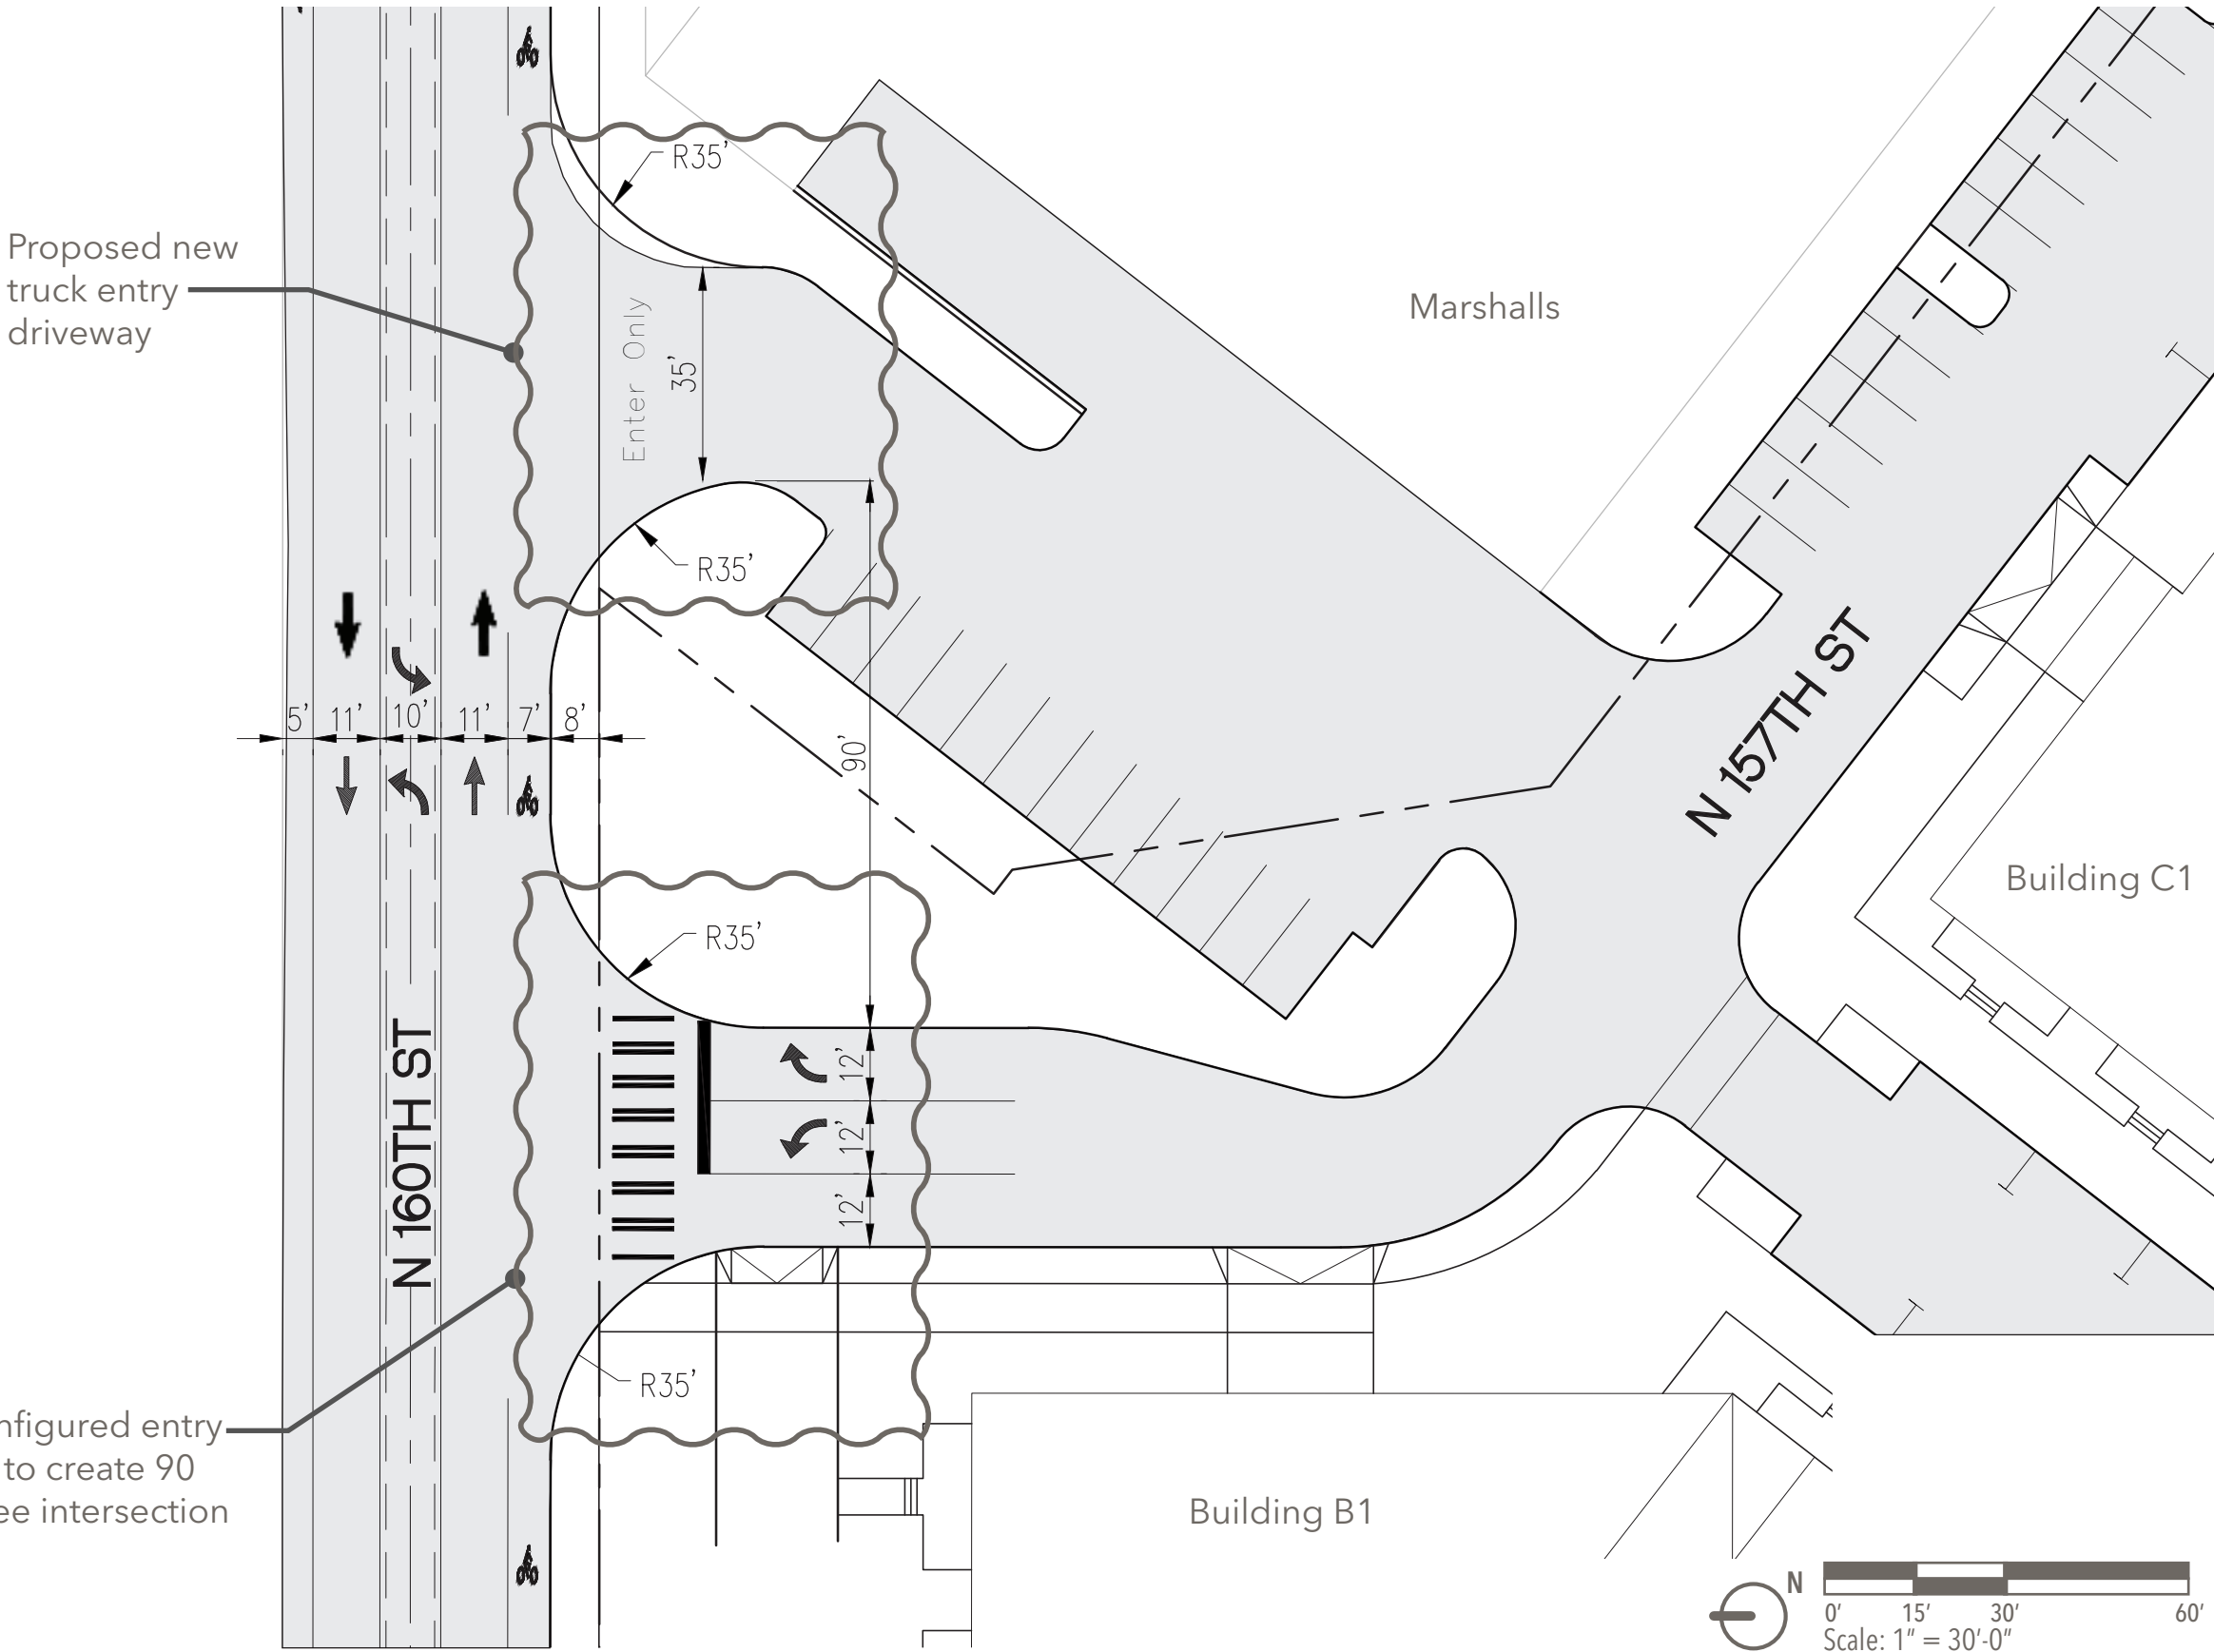 Proposed new
truck entry
driveway
R35'
Enter Only
35'
R35'
Marshalls
5' 11' 10' 11' 7' 8'
90'
N 157TH ST
Building C1
R35'
N 160TH ST
12'
12'
12'
R35'
nfigured entry
to create 90
ee intersection
Building B1
N
0' 15' 30' 60'
Scale: 1" = 30'-0"